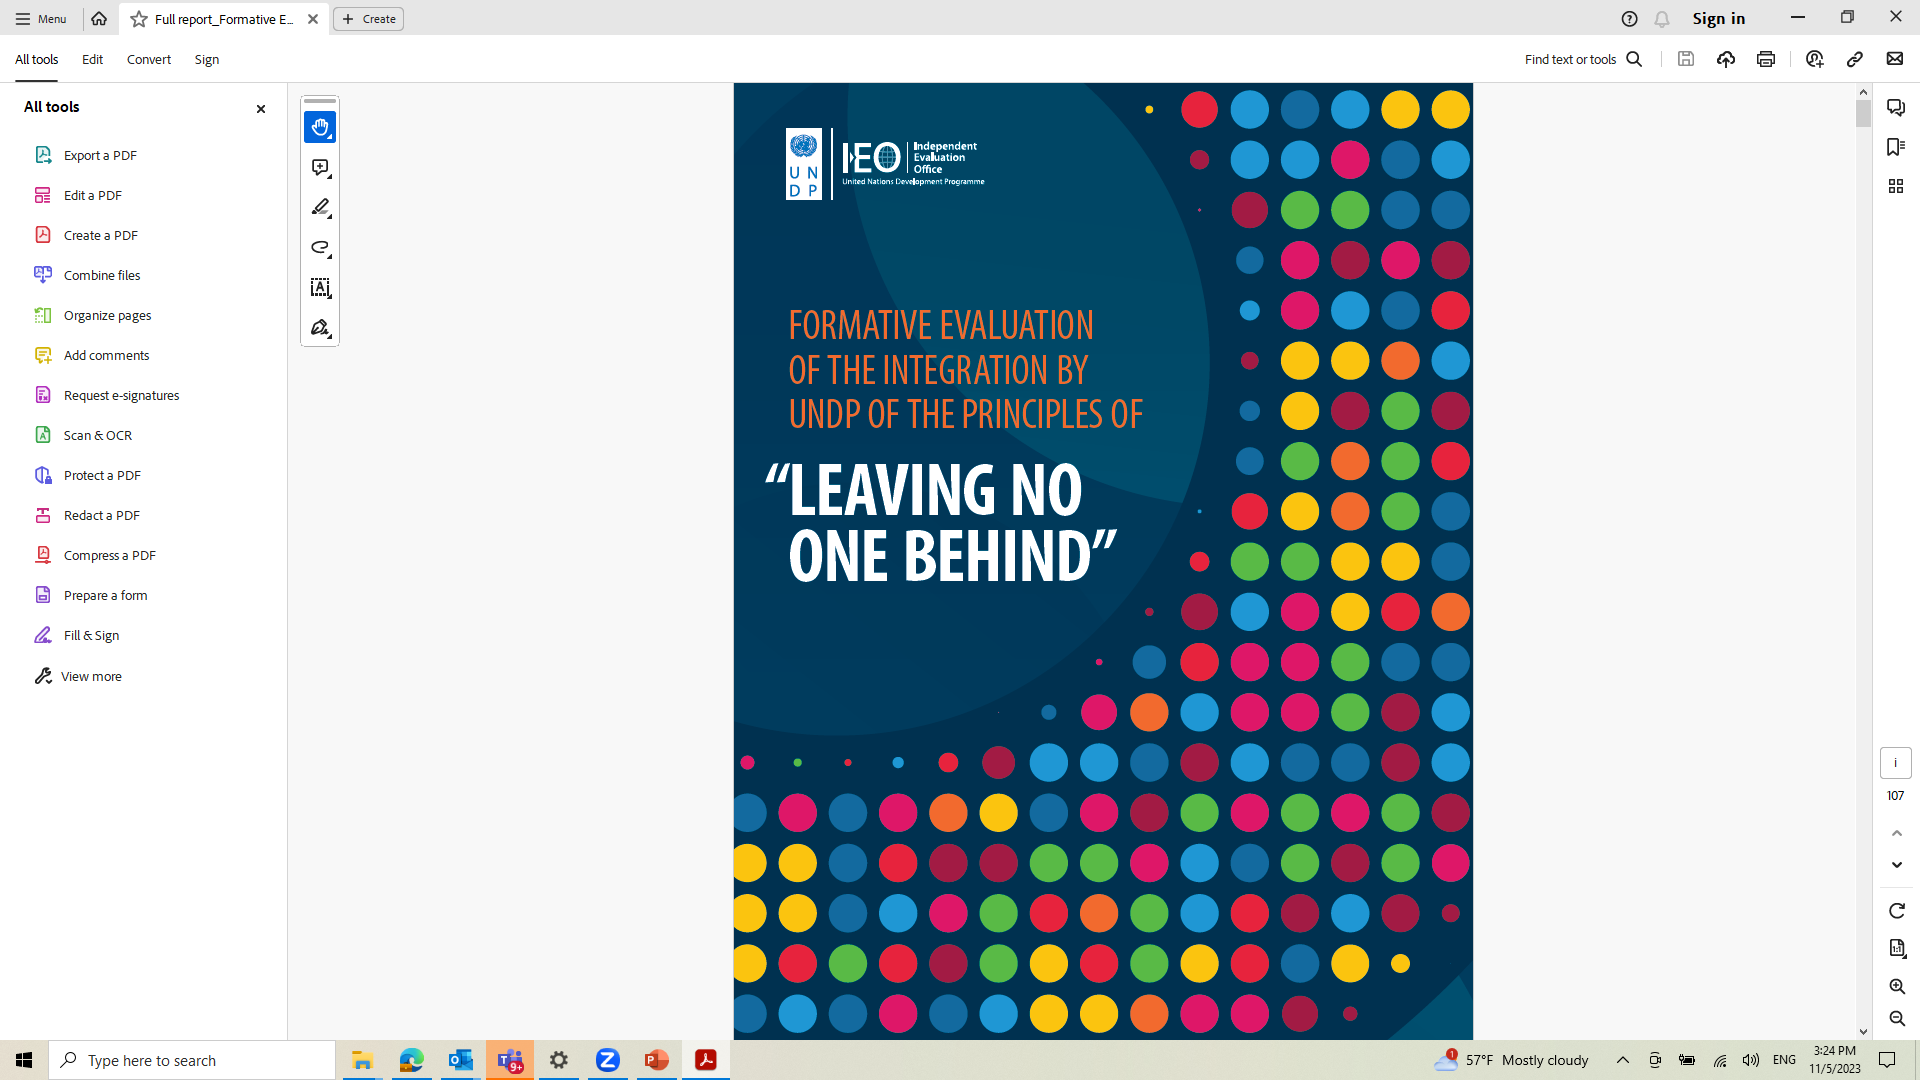 Menu
Full report_Formative E...
Create
Sign in
All tools
Edit
Convert
Sign
Find text or tools
All tools
Export a PDF
Edit a PDF
Create a PDF
Combine files
Organize pages
Add comments
Request e-signatures
Scan & OCR
Protect a PDF
Redact a PDF
Compress a PDF
Prepare a form
Fill & Sign
View more
U N
D P
IEO
Independent
Evaluation
Office
United Nations Development Programme
FORMATIVE EVALUATION
OF THE INTEGRATION BY
UNDP OF THE PRINCIPLES OF
“LEAVING NO
ONE BEHIND”
i
107
Type here to search
9+
1
57°F Mostly cloudy
ENG
3:24 PM
11/5/2023